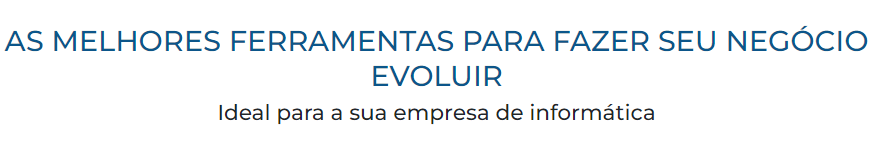 AS MELHORES FERRAMENTAS PARA FAZER SEU NEGÓCIO
EVOLUIR
Ideal para a sua empresa de informática